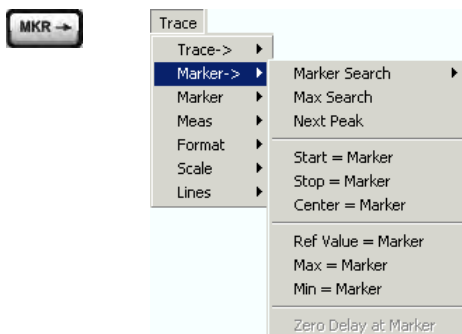 MKR →
Trace
Trace->
Marker->
Marker
Meas
Format
Scale
Lines
Marker Search
Max Search
Next Peak
Start = Marker
Stop = Marker
Center = Marker
Ref Value = Marker
Max = Marker
Min = Marker
Zero Delay at Marker